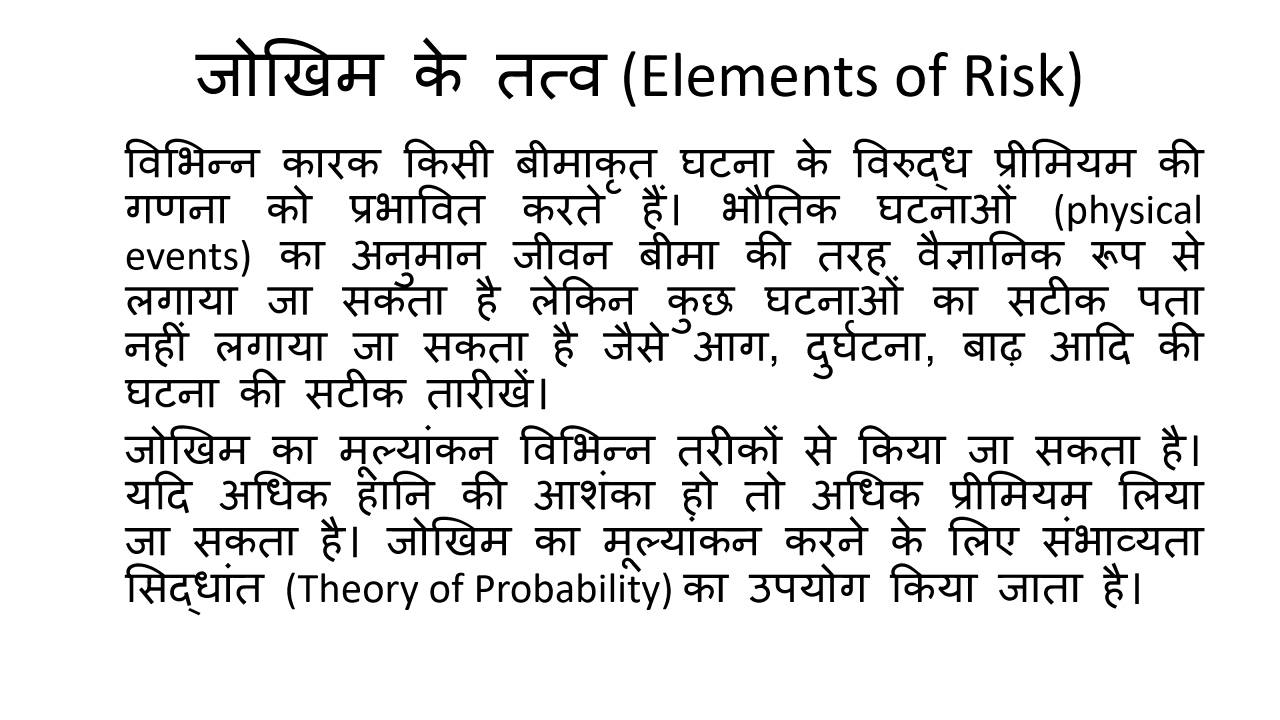 जोखिम के तत्व (Elements of Risk)
विभिन्न कारक किसी बीमाकृत घटना के विरुद्ध प्रीमियम की
गणना को प्रभावित करते हैं। भौतिक घटनाओं (physical
events) का अनुमान जीवन बीमा की तरह वैज्ञानिक रूप से
लगाया जा सकता है लेकिन कुछ घटनाओं का सटीक पता
नहीं लगाया जा सकता है जैसे आग, दुर्घटना, बाढ़ आदि की
घटना की सटीक तारीखें।
जोखिम का मूल्यांकन विभिन्न तरीकों से किया जा सकता है।
यदि अधिक हानि की आशंका हो तो अधिक प्रीमियम लिया
जा सकता है। जोखिम का मूल्यांकन करने के लिए संभाव्यता
सिद्धांत (Theory of Probability) का उपयोग किया जाता है।